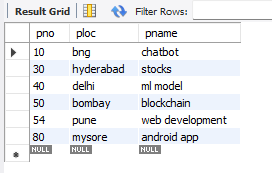 Result Grid Filter Rows:
pno ploc pname
10 bng chatbot
30 hyderabad stocks
40 delhi ml model
50 bombay blockchain
54 pune web development
80 mysore android app
NULL NULL NULL